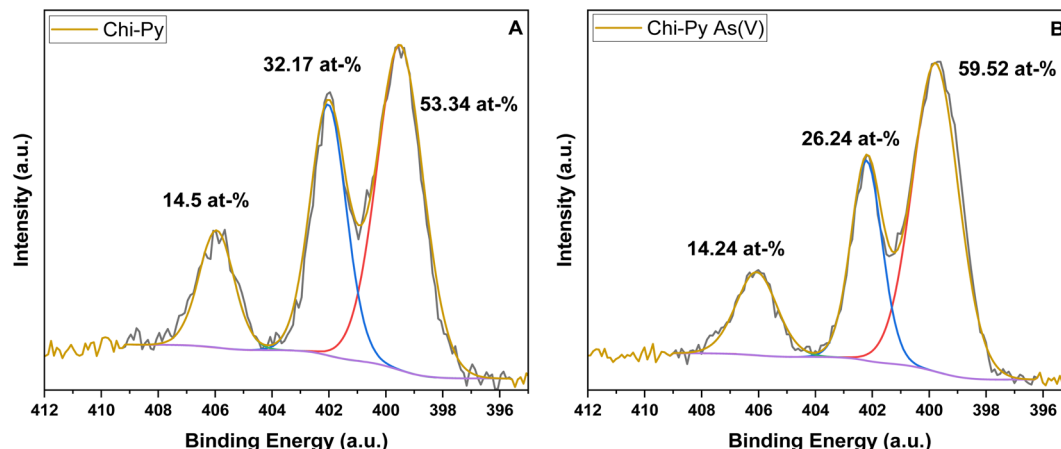 Chi-Py
A
32.17 at-%
53.34 at-%
14.5 at-%
Intensity (a.u.)
412 410 408 406 404 402 400 398 396
Binding Energy (a.u.)
Chi-Py As(V)
B
59.52 at-%
26.24 at-%
14.24 at-%
Intensity (a.u.)
412 410 408 406 404 402 400 398 396
Binding Energy (a.u.)